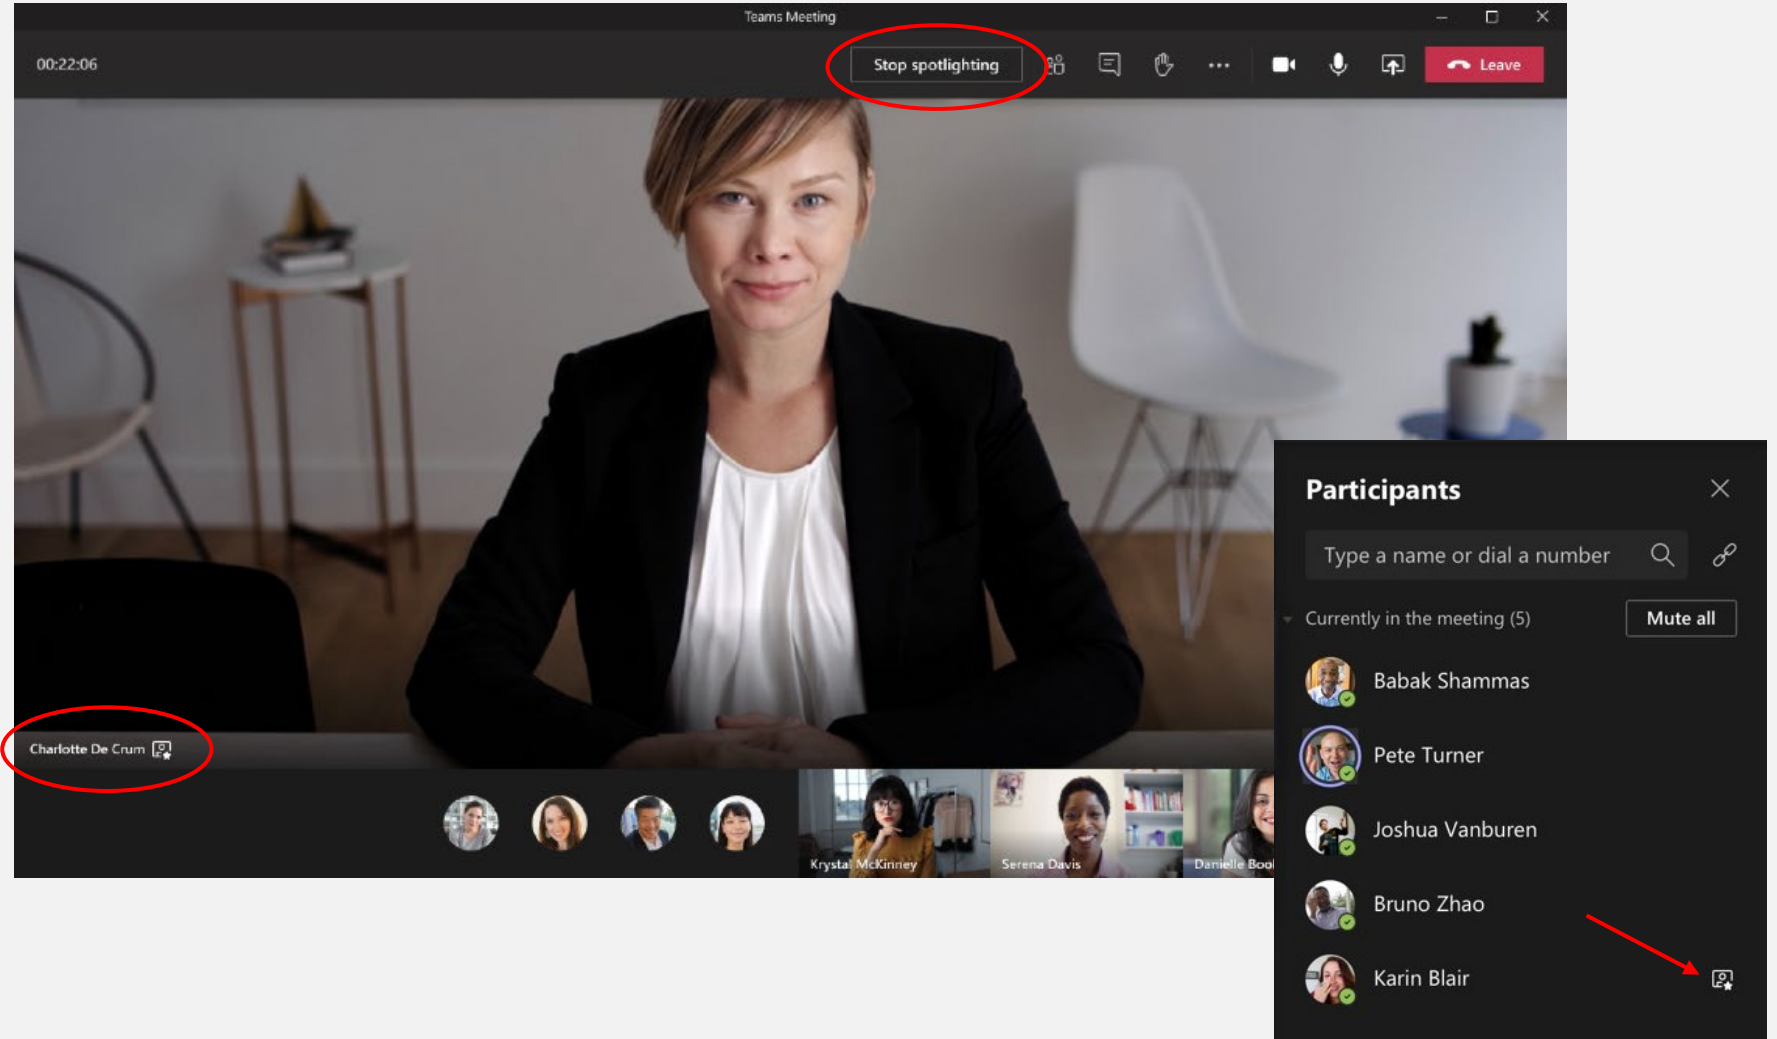 Teams Meeting
00:22:06
Stop spotlighting
Leave
Charlotte De Crum
Krystal McKinney
Serena Davis
Danielle Boo
Participants
Type a name or dial a number
Currently in the meeting (5)
Mute all
Babak Shammas
Pete Turner
Joshua Vanburen
Bruno Zhao
Karin Blair